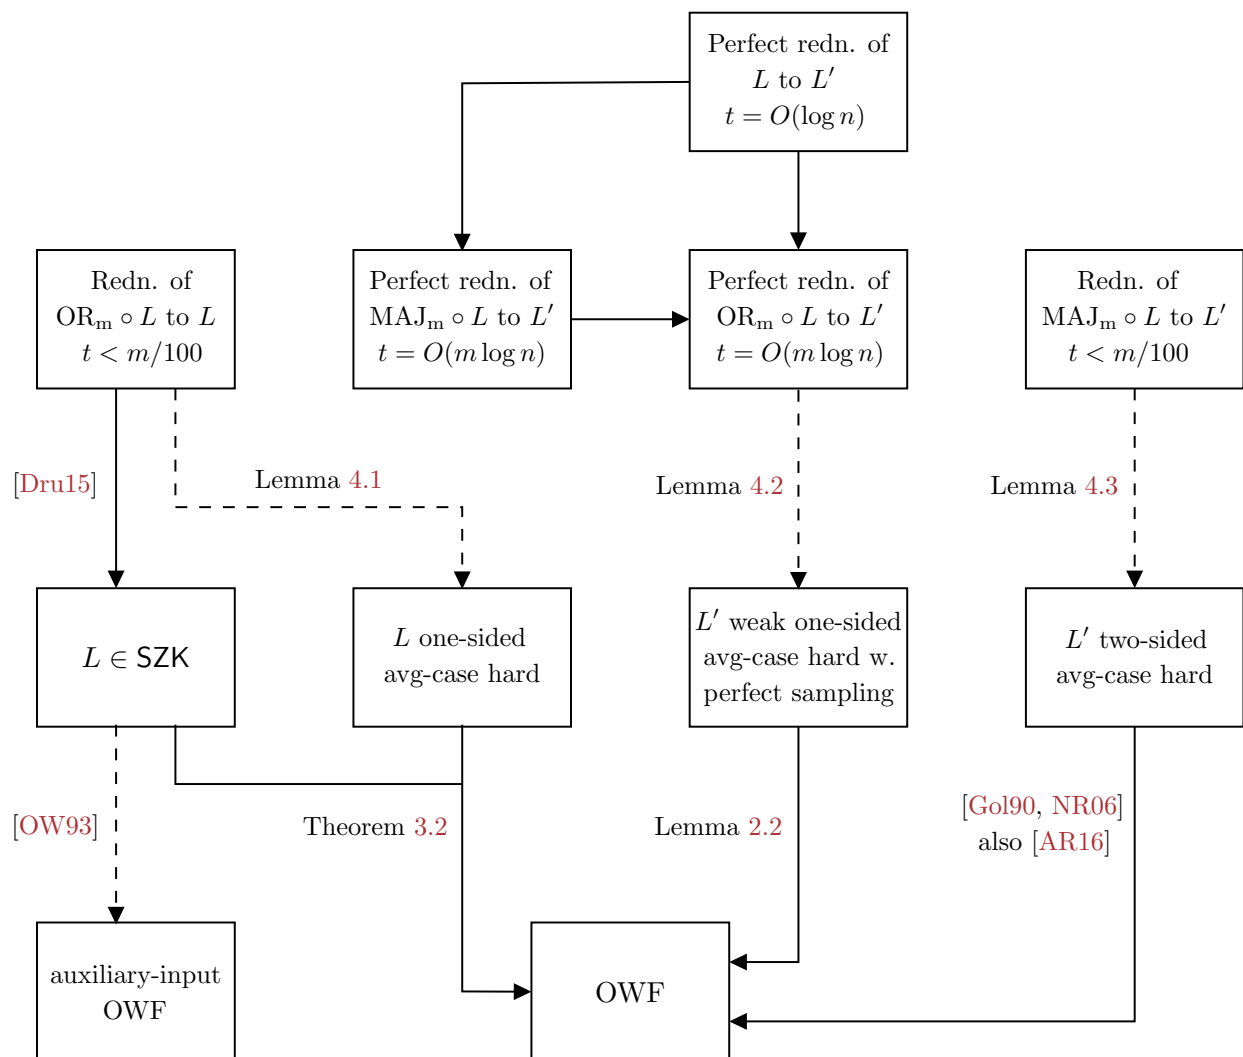 Perfect redn. of
L to L′
t = O(log n)
Redn. of
OR_m ∘ L to L
t < m/100
Perfect redn. of
MAJ_m ∘ L to L′
t = O(m log n)
Perfect redn. of
OR_m ∘ L to L′
t = O(m log n)
Redn. of
MAJ_m ∘ L to L′
t < m/100
[Dru15]
Lemma 4.1
Lemma 4.2
Lemma 4.3
L ∈ SZK
L one-sided
avg-case hard
L′ weak one-sided
avg-case hard w.
perfect sampling
L′ two-sided
avg-case hard
[OW93]
Theorem 3.2
Lemma 2.2
[Gol90, NR06]
also [AR16]
auxiliary-input
OWF
OWF